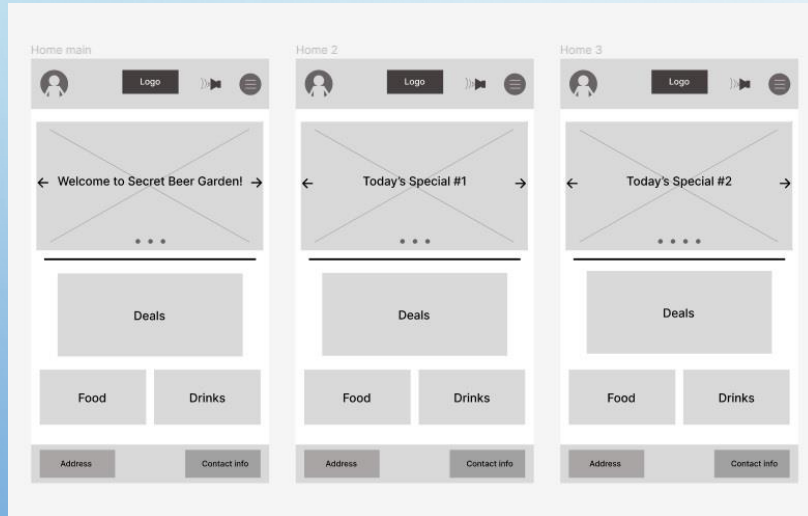 Home main
Logo
Welcome to Secret Beer Garden!
Deals
Food
Drinks
Address
Contact info
Home 2
Logo
Today's Special #1
Deals
Food
Drinks
Address
Contact info
Home 3
Logo
Today's Special #2
Deals
Food
Drinks
Address
Contact info